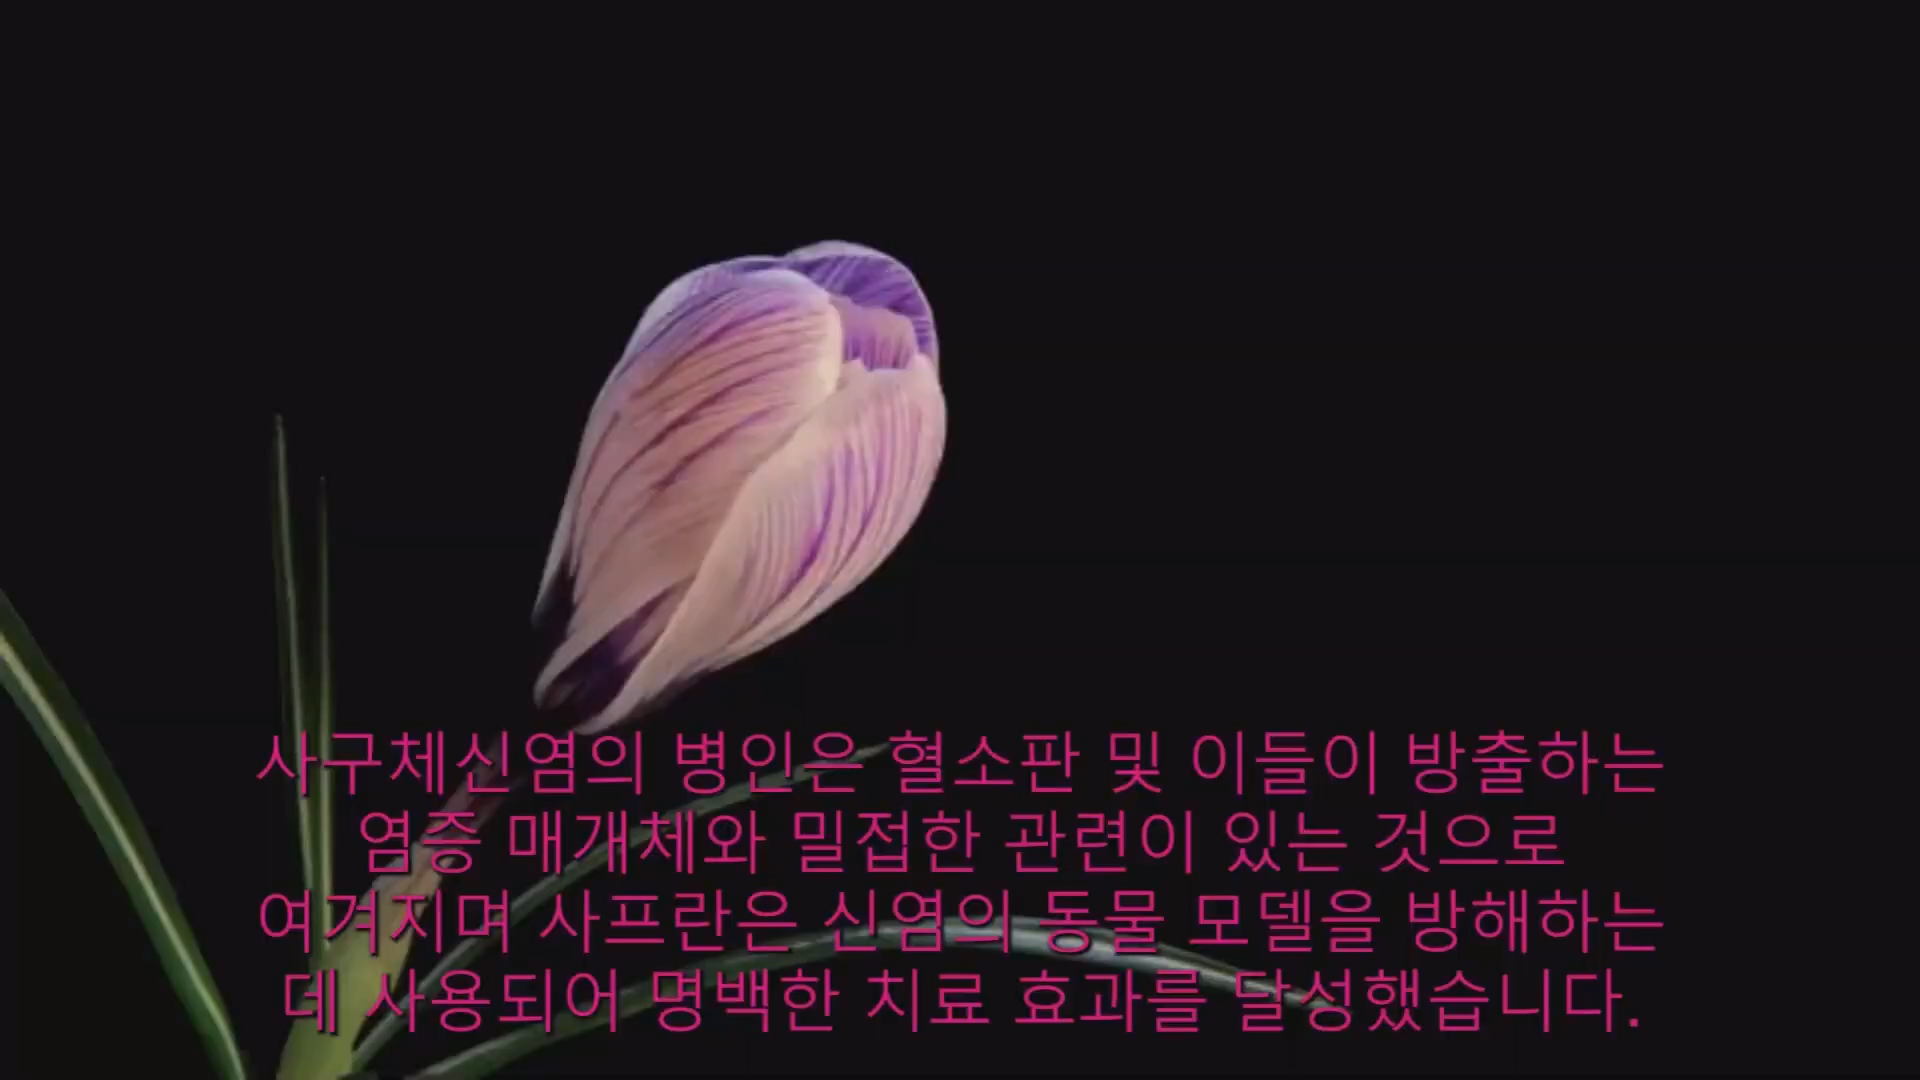 사구체신염의 병인은 혈소판 및 이들이 방출하는
염증 매개체와 밀접한 관련이 있는 것으로
여겨지며 사프란은 신염의 동물 모델을 방해하는
데 사용되어 명백한 치료 효과를 달성했습니다.